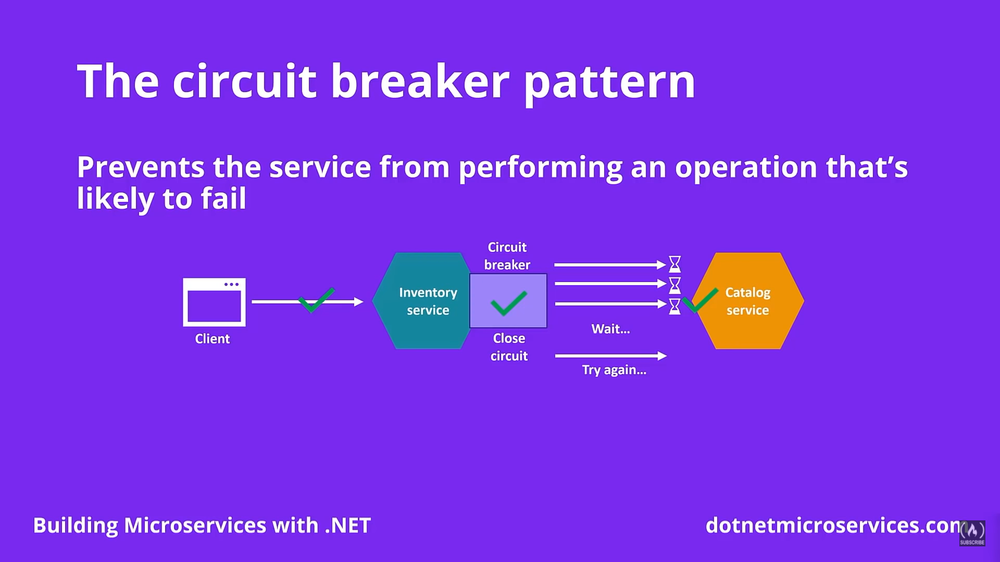 The circuit breaker pattern
Prevents the service from performing an operation that’s
likely to fail
Circuit
breaker
Inventory
service
Catalog
service
Client
Wait...
Close
circuit
Try again...
Building Microservices with .NET
dotnetmicroservices.com
SUBSCRIBE